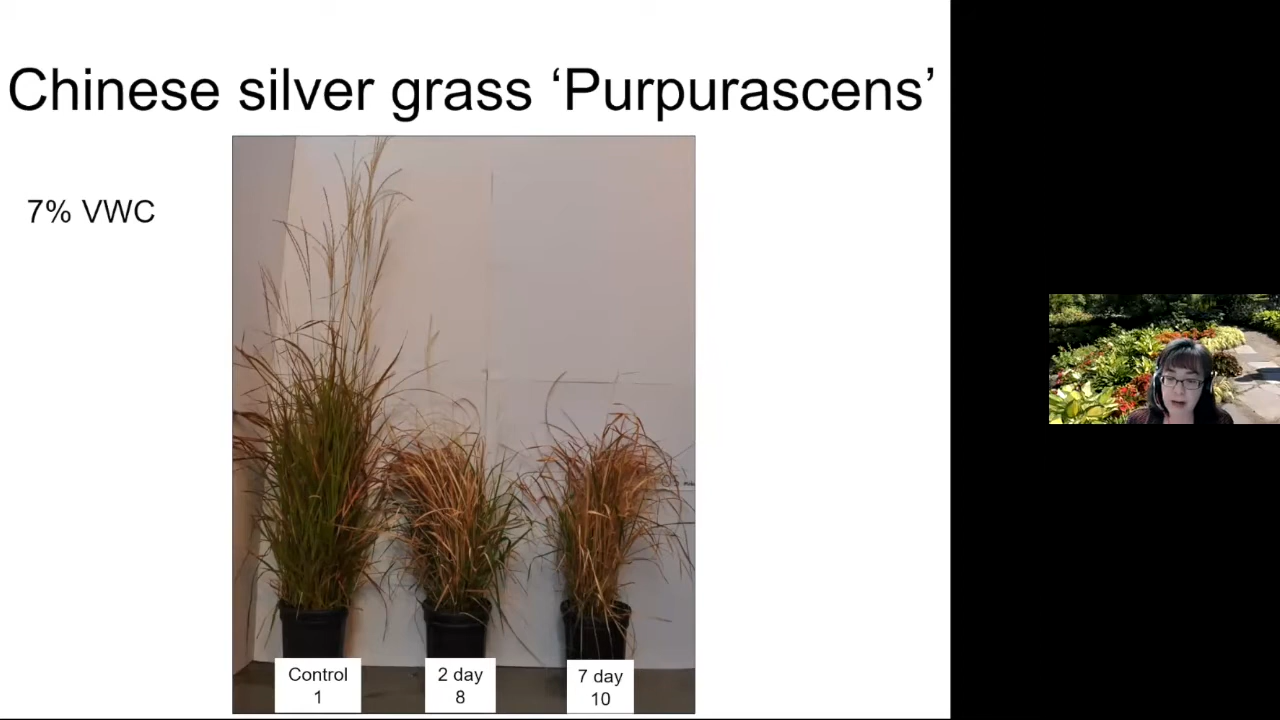 Chinese silver grass ‘Purpurascens’
7% VWC
Control
1
2 day
8
7 day
10